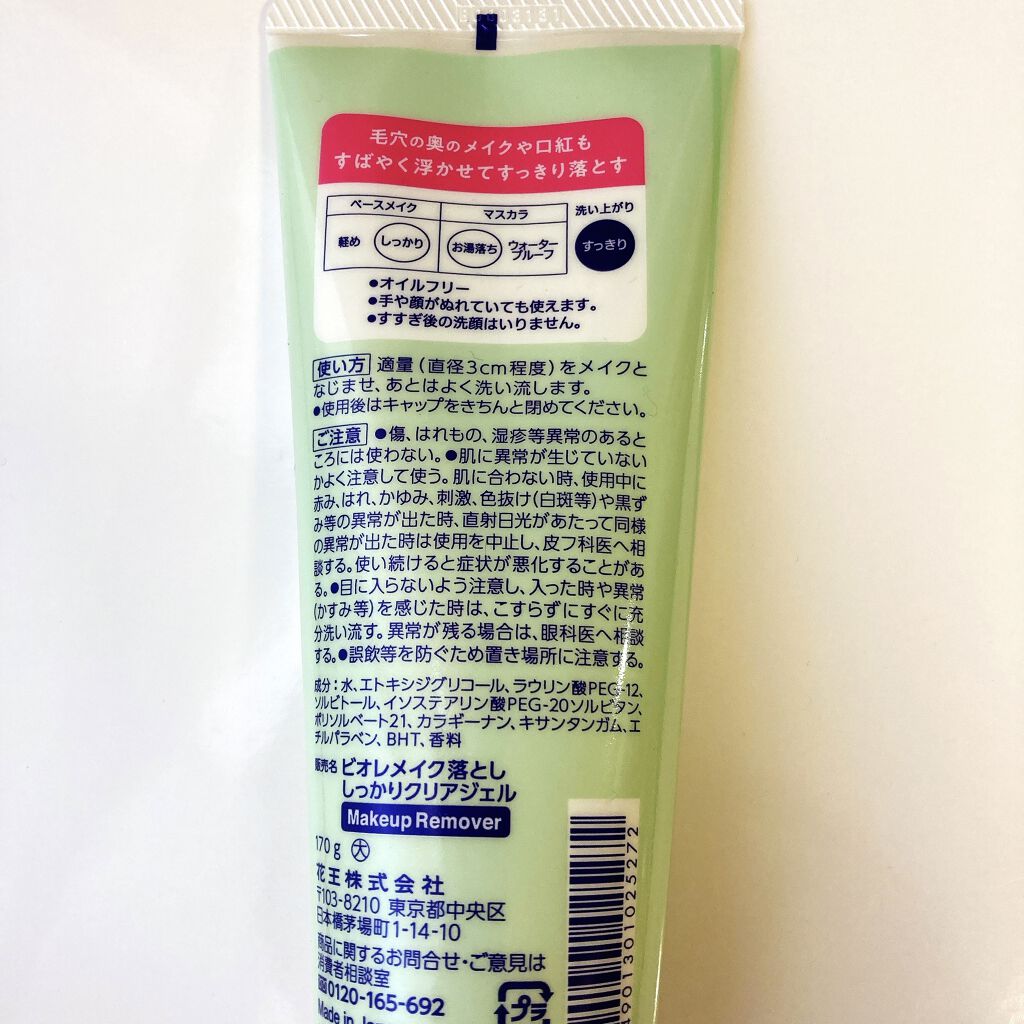 毛穴の奥のメイクや口紅も
すばやく浮かせてすっきり落とす
ベースメイク マスカラ 洗い上がり
軽め しっかり お湯落ち ウォーター
プルーフ すっきり
●オイルフリー
●手や顔がぬれていても使えます。
●すすぎ後の洗顔はいりません。
使い方 適量(直径3cm程度)をメイクと
なじませ、あとはよく洗い流します。
●使用後はキャップをきちんと閉めてください。
ご注意 ●傷、はれもの、湿疹等異常のあると
ころには使わない。●肌に異常が生じていない
かよく注意して使う。肌に合わない時、使用中に
赤み、はれ、かゆみ、刺激、色抜け(白斑等)や黒ず
み等の異常が出た時、直射日光があたって同様
の異常が出た時は使用を中止し、皮フ科医へ相
談する。使い続けると症状が悪化することがあ
る。●目に入らないよう注意し、入った時や異常
(かすみ等)を感じた時は、こすらずにすぐに充
分洗い流す。異常が残る場合は、眼科医へ相談
する。●誤飲等を防ぐため置き場所に注意する。
成分:水、エトキシジグリコール、ラウリン酸PEG-12、
ソルビトール、イソステアリン酸PEG-20ソルビタン、
ポリソルベート21、カラギーナン、キサンタンガム、エ
チルパラベン、BHT、香料
販売名 ビオレメイク落とし
しっかりクリアジェル
Makeup Remover
170g 大
花王株式会社
〒103-8210 東京都中央区
日本橋茅場町1-14-10
商品に関するお問合せ・ご意見は
消費者相談室
0120-165-692
Made in
プラ
4901301025272